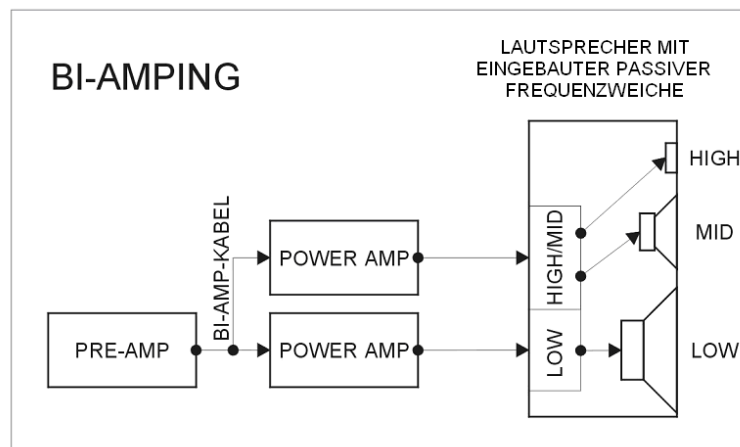 BI-AMPING
LAUTSPRECHER MIT
EINGEBAUTER PASSIVER
FREQUENZWEICHE
HIGH
MID
LOW
HIGH/MID
LOW
POWER AMP
POWER AMP
BI-AMP-KABEL
PRE-AMP